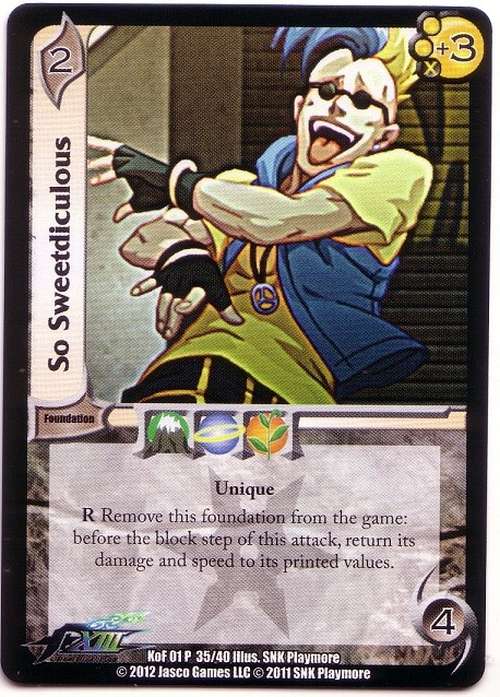 2
+3
X
So Sweetdiculous
Foundation
Unique
R Remove this foundation from the game:
before the block step of this attack, return its
damage and speed to its printed values.
4
XIII
KoF 01 P 35/40 Illus. SNK Playmore
© 2012 Jasco Games LLC © 2011 SNK Playmore